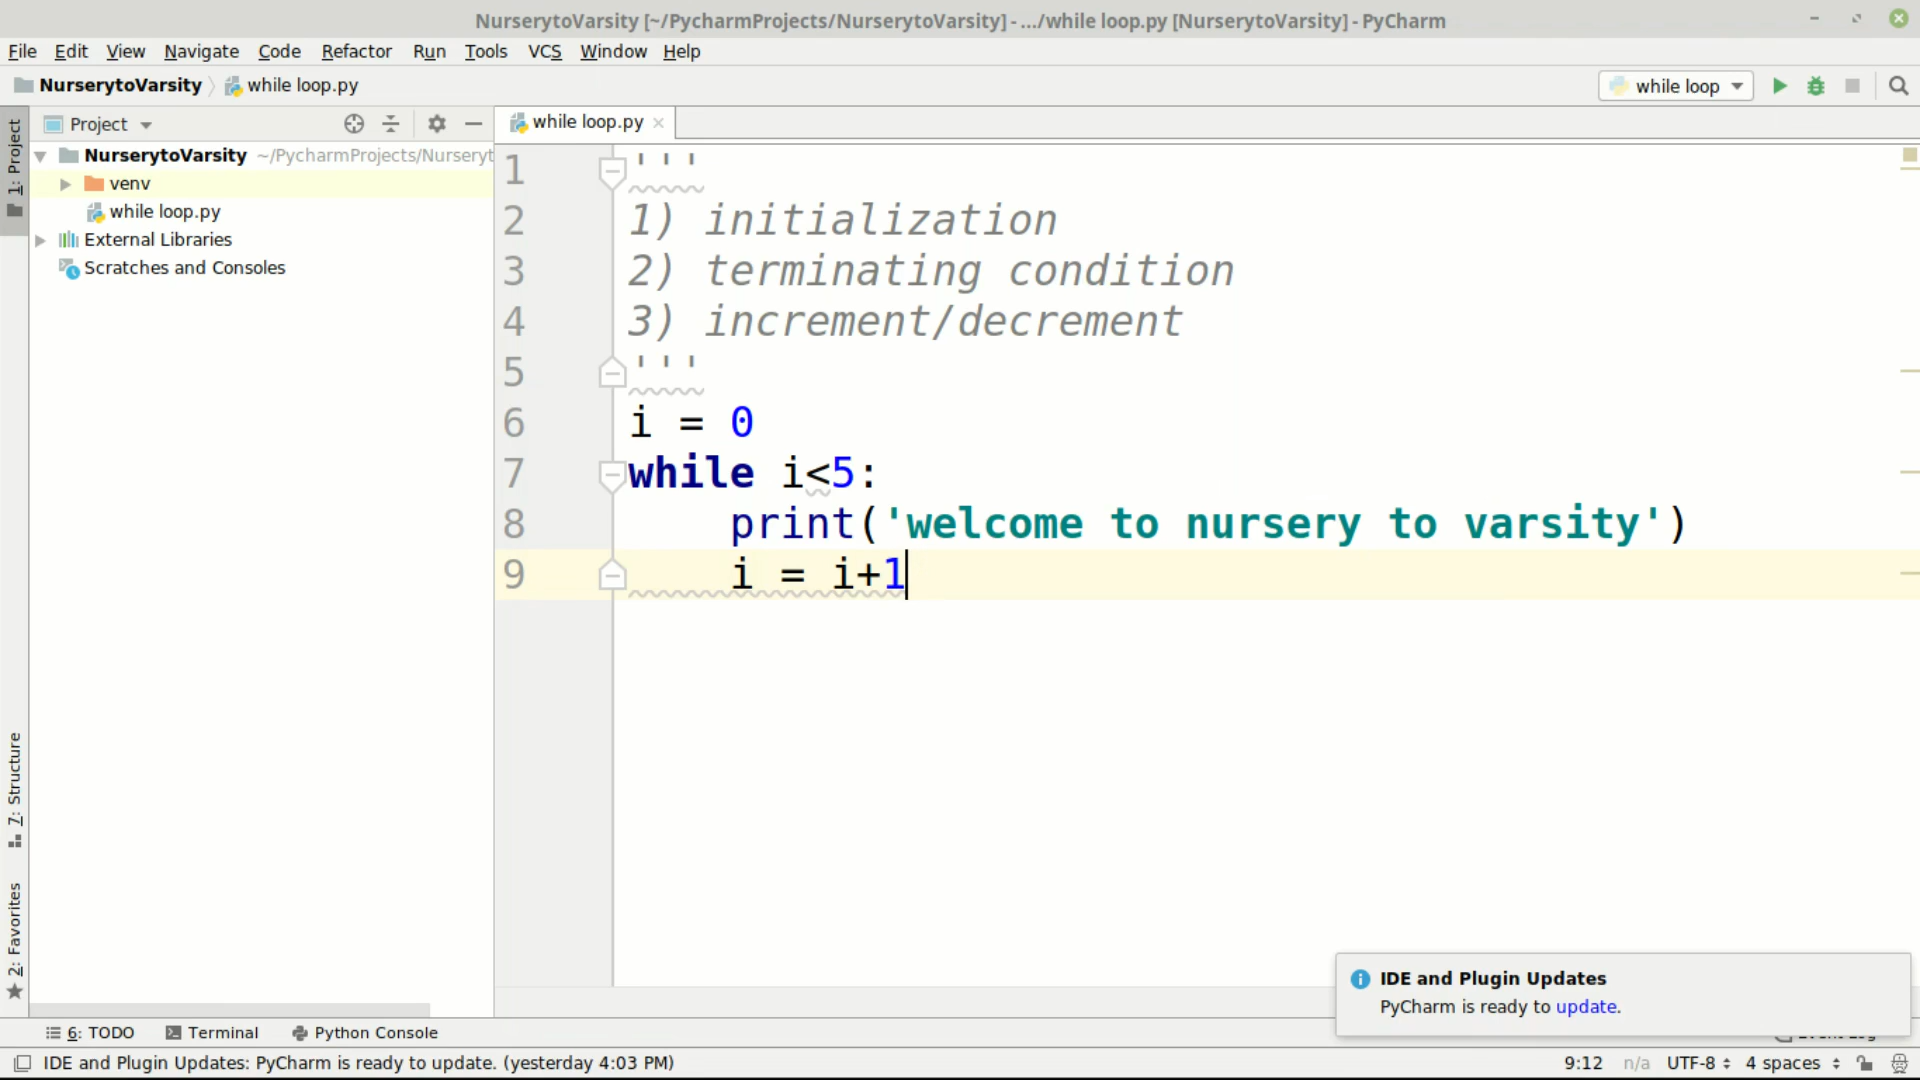 NurserytoVarsity [~/PycharmProjects/NurserytoVarsity] - .../while loop.py [NurserytoVarsity] - PyCharm
File Edit View Navigate Code Refactor Run Tools VCS Window Help
NurserytoVarsity while loop.py
while loop
1: Project
Project
while loop.py
NurserytoVarsity ~/PycharmProjects/Nurseryt
venv
while loop.py
External Libraries
Scratches and Consoles
1 '''
2 1) initialization
3 2) terminating condition
4 3) increment/decrement
5 '''
6 i = 0
7 while i<5:
8     print('welcome to nursery to varsity')
9     i = i+1
7: Structure
2: Favorites
IDE and Plugin Updates
PyCharm is ready to update.
6: TODO Terminal Python Console
IDE and Plugin Updates: PyCharm is ready to update. (yesterday 4:03 PM)
9:12 n/a UTF-8 4 spaces